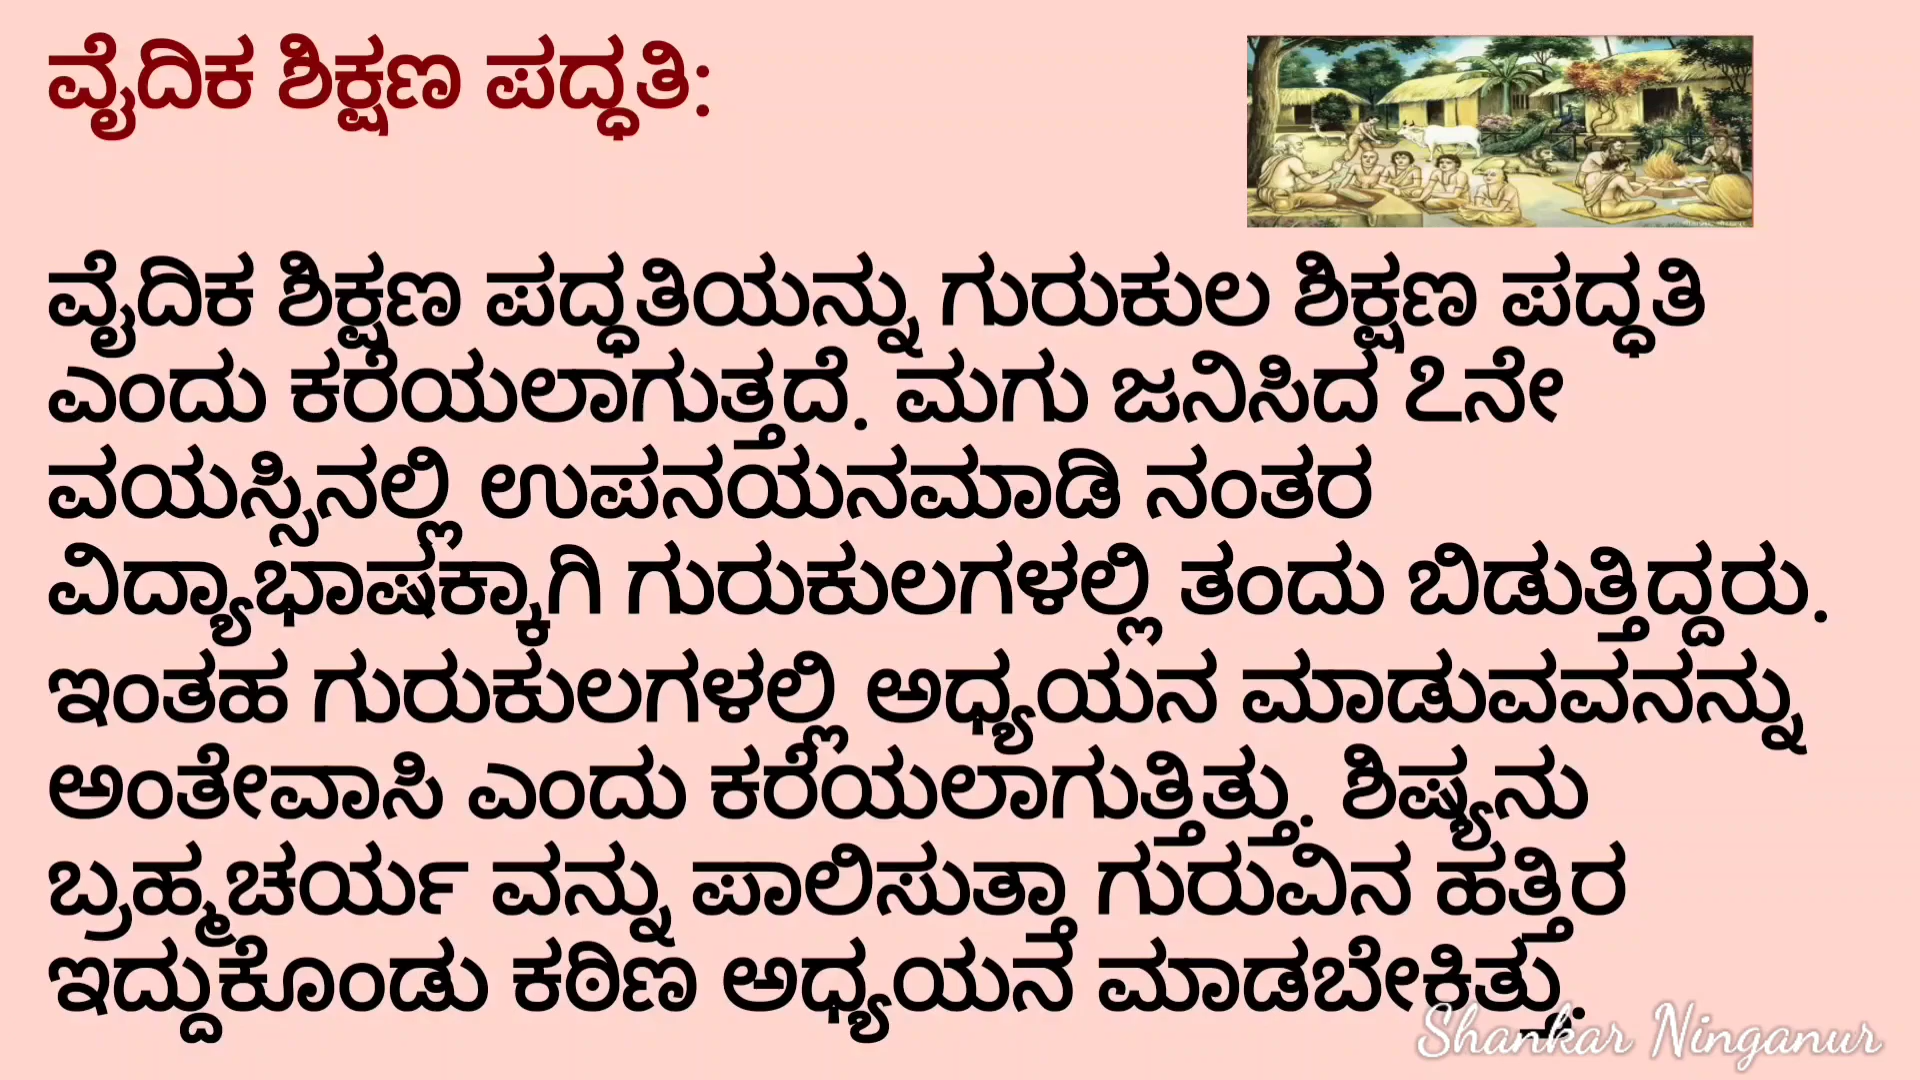 ವೈದಿಕ ಶಿಕ್ಷಣ ಪದ್ಧತಿ:
ವೈದಿಕ ಶಿಕ್ಷಣ ಪದ್ಧತಿಯನ್ನು ಗುರುಕುಲ ಶಿಕ್ಷಣ ಪದ್ಧತಿ
ಎಂದು ಕರೆಯಲಾಗುತ್ತದೆ. ಮಗು ಜನಿಸಿದ ೭ನೇ
ವಯಸ್ಸಿನಲ್ಲಿ ಉಪನಯನಮಾಡಿ ನಂತರ
ವಿದ್ಯಾಭಾಷಕ್ಕಾಗಿ ಗುರುಕುಲಗಳಲ್ಲಿ ತಂದು ಬಿಡುತ್ತಿದ್ದರು.
ಇಂತಹ ಗುರುಕುಲಗಳಲ್ಲಿ ಅಧ್ಯಯನ ಮಾಡುವವನನ್ನು
ಅಂತೇವಾಸಿ ಎಂದು ಕರೆಯಲಾಗುತ್ತಿತ್ತು. ಶಿಷ್ಯನು
ಬ್ರಹ್ಮಚರ್ಯ ವನ್ನು ಪಾಲಿಸುತ್ತಾ ಗುರುವಿನ ಹತ್ತಿರ
ಇದ್ದುಕೊಂಡು ಕಠಿಣ ಅಧ್ಯಯನ ಮಾಡಬೇಕಿತ್ತು.
Shankar Ninganur